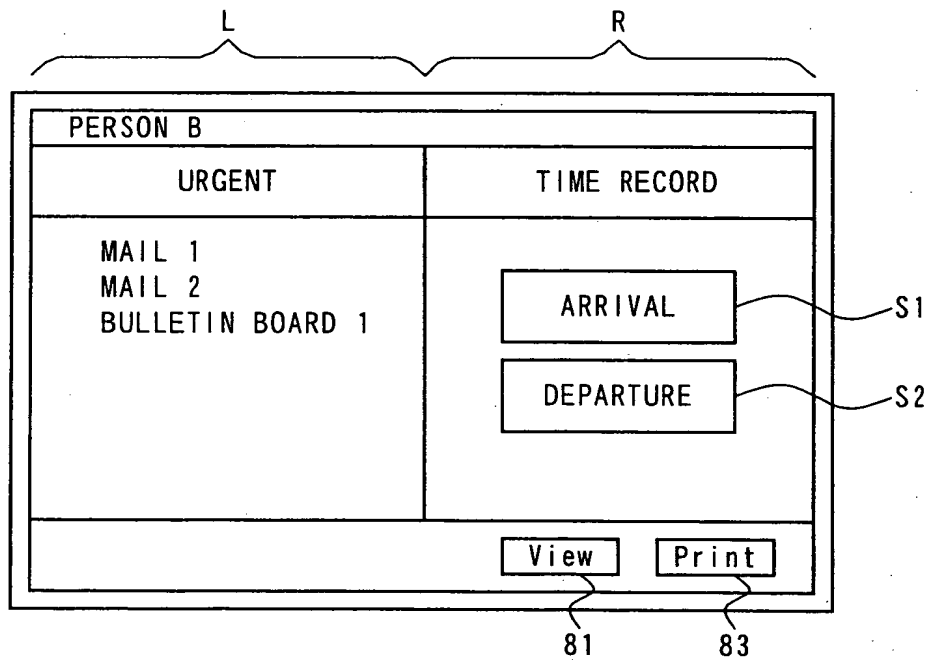 L R
PERSON B
URGENT TIME RECORD
MAIL 1
MAIL 2
BULLETIN BOARD 1
ARRIVAL S1
DEPARTURE S2
View Print
81 83